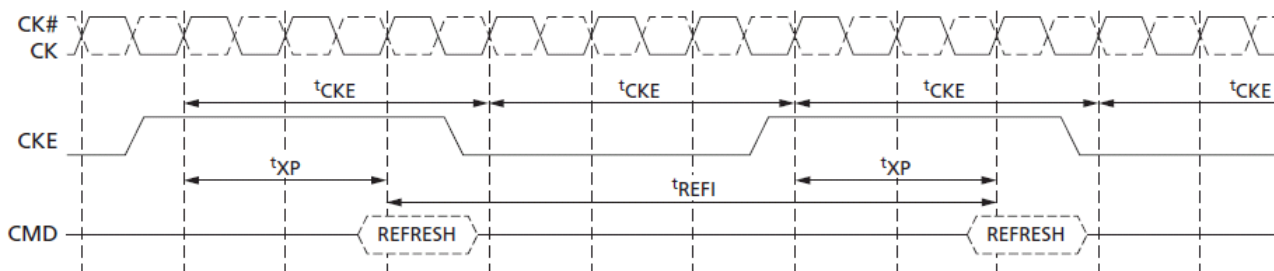 CK#
CK
tCKE tCKE tCKE tCKE
CKE
tXP tXP
tREFI
CMD REFRESH REFRESH